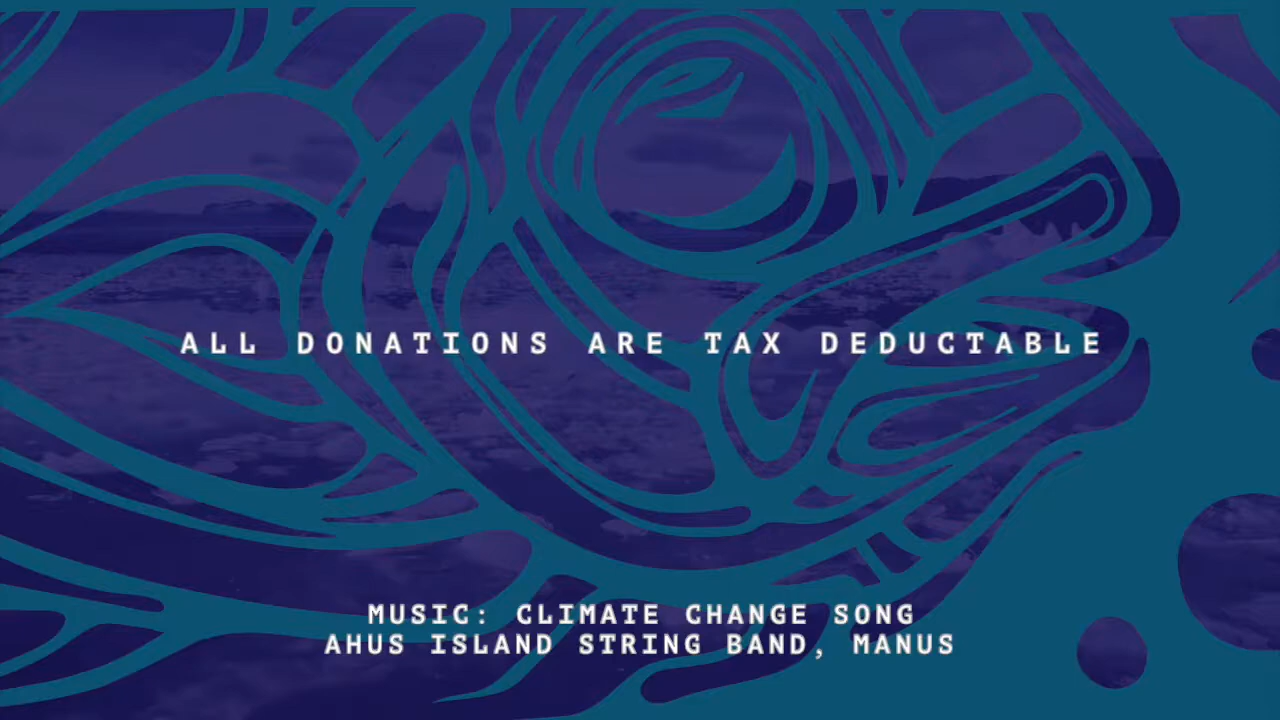 ALL DONATIONS ARE TAX DEDUCTABLE
MUSIC: CLIMATE CHANGE SONG
AHUS ISLAND STRING BAND, MANUS